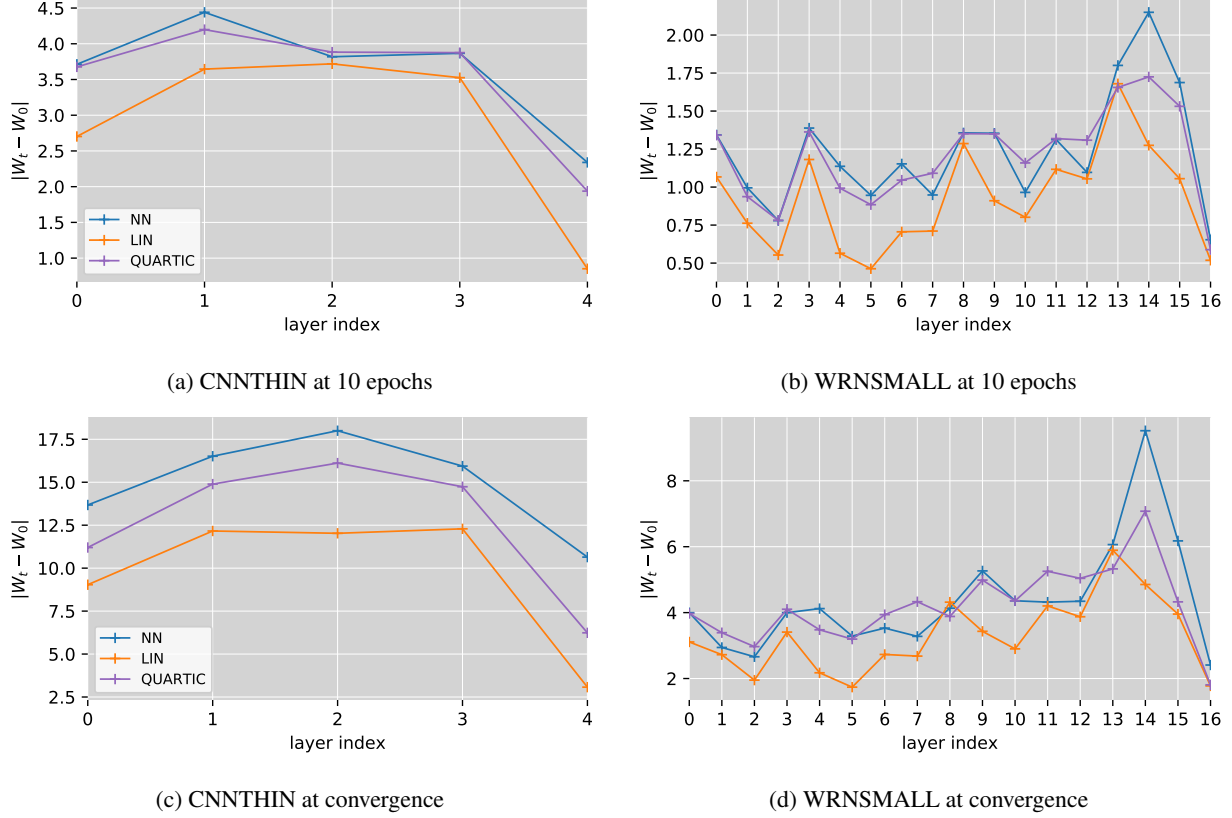 4.5
4.0
3.5
3.0
2.5
2.0
1.5
1.0
|W_t − W_0|
NN
LIN
QUARTIC
0 1 2 3 4
layer index
(a) CNNTHIN at 10 epochs
2.00
1.75
1.50
1.25
1.00
0.75
0.50
|W_t − W_0|
0 1 2 3 4 5 6 7 8 9 10 11 12 13 14 15 16
layer index
(b) WRNSMALL at 10 epochs
17.5
15.0
12.5
10.0
7.5
5.0
2.5
|W_t − W_0|
NN
LIN
QUARTIC
0 1 2 3 4
layer index
(c) CNNTHIN at convergence
8
6
4
2
|W_t − W_0|
0 1 2 3 4 5 6 7 8 9 10 11 12 13 14 15 16
layer index
(d) WRNSMALL at convergence